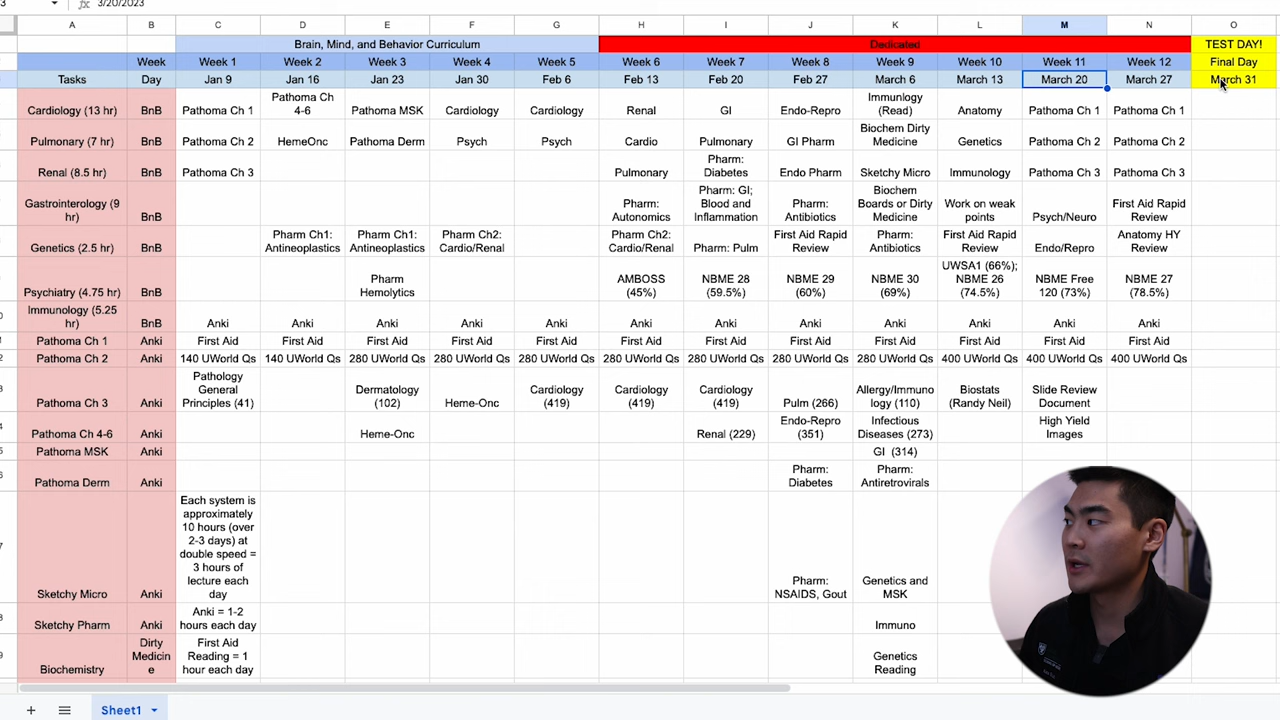 3/20/2023
A B C D E F G H I J K L M N O
Brain, Mind, and Behavior Curriculum Dedicated TEST DAY!
Week Week 1 Week 2 Week 3 Week 4 Week 5 Week 6 Week 7 Week 8 Week 9 Week 10 Week 11 Week 12 Final Day
Tasks Day Jan 9 Jan 16 Jan 23 Jan 30 Feb 6 Feb 13 Feb 20 Feb 27 March 6 March 13 March 20 March 27 March 31
Cardiology (13 hr) BnB Pathoma Ch 1 Pathoma Ch 4-6 Pathoma MSK Cardiology Cardiology Renal GI Endo-Repro Immunlogy (Read) Anatomy Pathoma Ch 1 Pathoma Ch 1
Pulmonary (7 hr) BnB Pathoma Ch 2 HemeOnc Pathoma Derm Psych Psych Cardio Pulmonary GI Pharm Biochem Dirty Medicine Genetics Pathoma Ch 2 Pathoma Ch 2
Renal (8.5 hr) BnB Pathoma Ch 3 Pulmonary Pharm: Diabetes Endo Pharm Sketchy Micro Immunology Pathoma Ch 3 Pathoma Ch 3
Gastrointerology (9 hr) BnB Pharm: Autonomics Pharm: GI; Blood and Inflammation Pharm: Antibiotics Biochem Boards or Dirty Medicine Work on weak points Psych/Neuro First Aid Rapid Review
Genetics (2.5 hr) BnB Pharm Ch1: Antineoplastics Pharm Ch1: Antineoplastics Pharm Ch2: Cardio/Renal Pharm Ch2: Cardio/Renal Pharm: Pulm First Aid Rapid Review Pharm: Antibiotics First Aid Rapid Review Endo/Repro Anatomy HY Review
Psychiatry (4.75 hr) BnB Pharm Hemolytics AMBOSS (45%) NBME 28 (59.5%) NBME 29 (60%) NBME 30 (69%) UWSA1 (66%); NBME 26 (74.5%) NBME Free 120 (73%) NBME 27 (78.5%)
Immunology (5.25 hr) BnB Anki Anki Anki Anki Anki Anki Anki Anki Anki Anki Anki Anki
Pathoma Ch 1 Anki First Aid First Aid First Aid First Aid First Aid First Aid First Aid First Aid First Aid First Aid First Aid First Aid
Pathoma Ch 2 Anki 140 UWorld Qs 140 UWorld Qs 280 UWorld Qs 280 UWorld Qs 280 UWorld Qs 280 UWorld Qs 280 UWorld Qs 280 UWorld Qs 280 UWorld Qs 400 UWorld Qs 400 UWorld Qs 400 UWorld Qs
Pathoma Ch 3 Anki Pathology General Principles (41) Dermatology (102) Heme-Onc Cardiology (419) Cardiology (419) Cardiology (419) Pulm (266) Allergy/Immunology (110) Biostats (Randy Neil) Slide Review Document
Pathoma Ch 4-6 Anki Heme-Onc Renal (229) Endo-Repro (351) Infectious Diseases (273) High Yield Images
Pathoma MSK Anki GI (314)
Pathoma Derm Anki Pharm: Diabetes Pharm: Antiretrovirals
Sketchy Micro Anki Each system is approximately 10 hours (over 2-3 days) at double speed = 3 hours of lecture each day Pharm: NSAIDS, Gout Genetics and MSK
Sketchy Pharm Anki Anki = 1-2 hours each day Immuno
Biochemistry Dirty Medicine First Aid Reading = 1 hour each day Genetics Reading
Sheet1